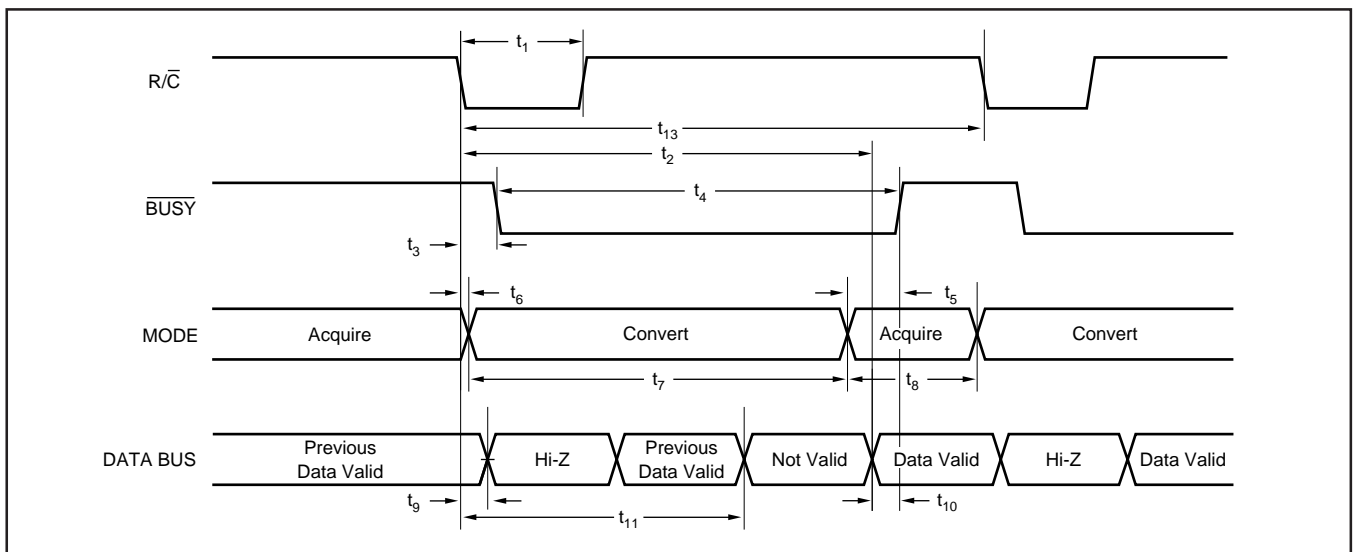 t1
R/C̅
t13
t2
B̅U̅S̅Y̅
t4
t3
t6
t5
MODE
Acquire
Convert
Acquire
Convert
t7
t8
DATA BUS
Previous
Data Valid
Hi-Z
Previous
Data Valid
Not Valid
Data Valid
Hi-Z
Data Valid
t9
t11
t10